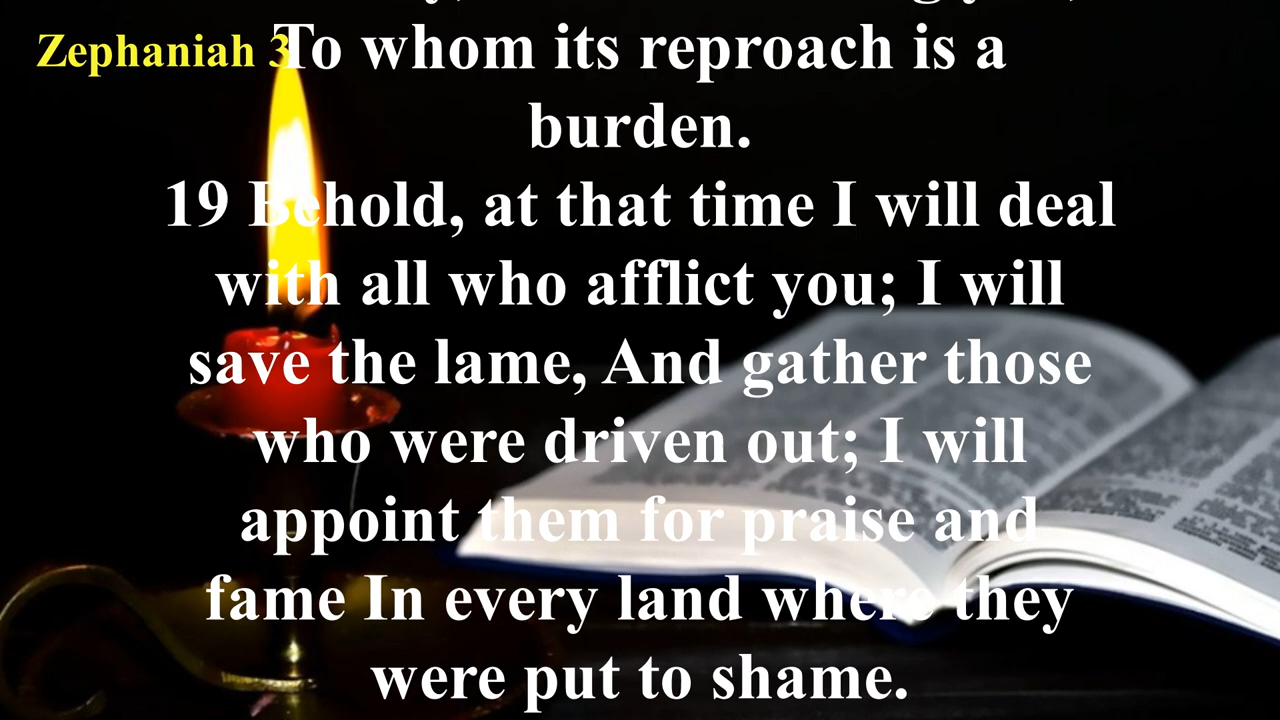 Zephaniah 3
To whom its reproach is a
burden.
19 Behold, at that time I will deal
with all who afflict you; I will
save the lame, And gather those
who were driven out; I will
appoint them for praise and
fame In every land where they
were put to shame.